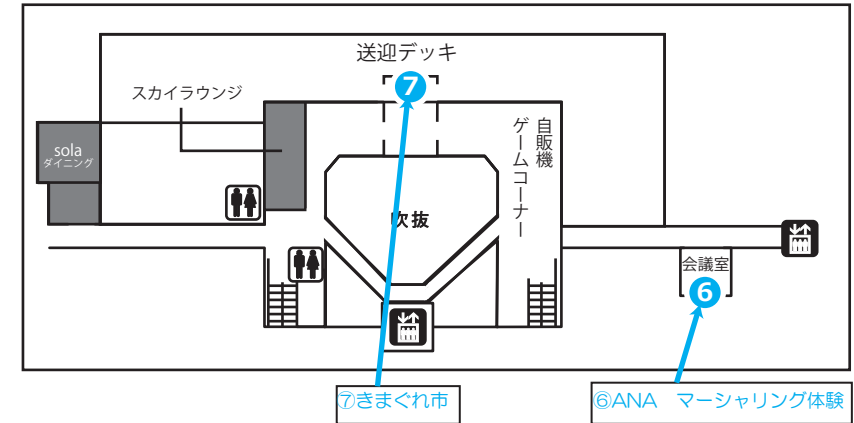 送迎デッキ
7
スカイラウンジ
自販機
ゲームコーナー
sola
ダイニング
吹抜
会議室
6
⑦きまぐれ市
⑥ANA　マーシャリング体験